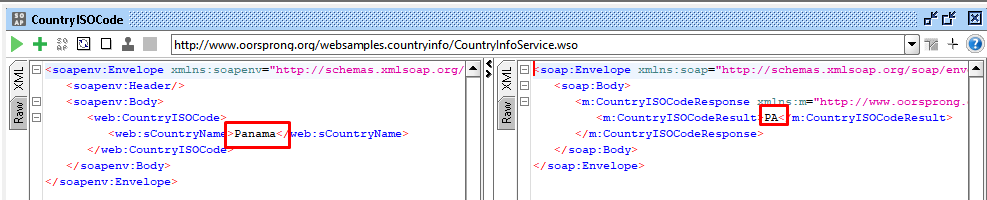 CountryISOCode
http://www.oorsprong.org/websamples.countryinfo/CountryInfoService.wso
XML
Raw
<soapenv:Envelope xmlns:soapenv="http://schemas.xmlsoap.org/
<soapenv:Header/>
<soapenv:Body>
<web:CountryISOCode>
<web:sCountryName>Panama</web:sCountryName>
</web:CountryISOCode>
</soapenv:Body>
</soapenv:Envelope>
XML
Raw
<soap:Envelope xmlns:soap="http://schemas.xmlsoap.org/soap/env
<soap:Body>
<m:CountryISOCodeResponse xmlns:m="http://www.oorsprong.o
<m:CountryISOCodeResult>PA</m:CountryISOCodeResult>
</m:CountryISOCodeResponse>
</soap:Body>
</soap:Envelope>